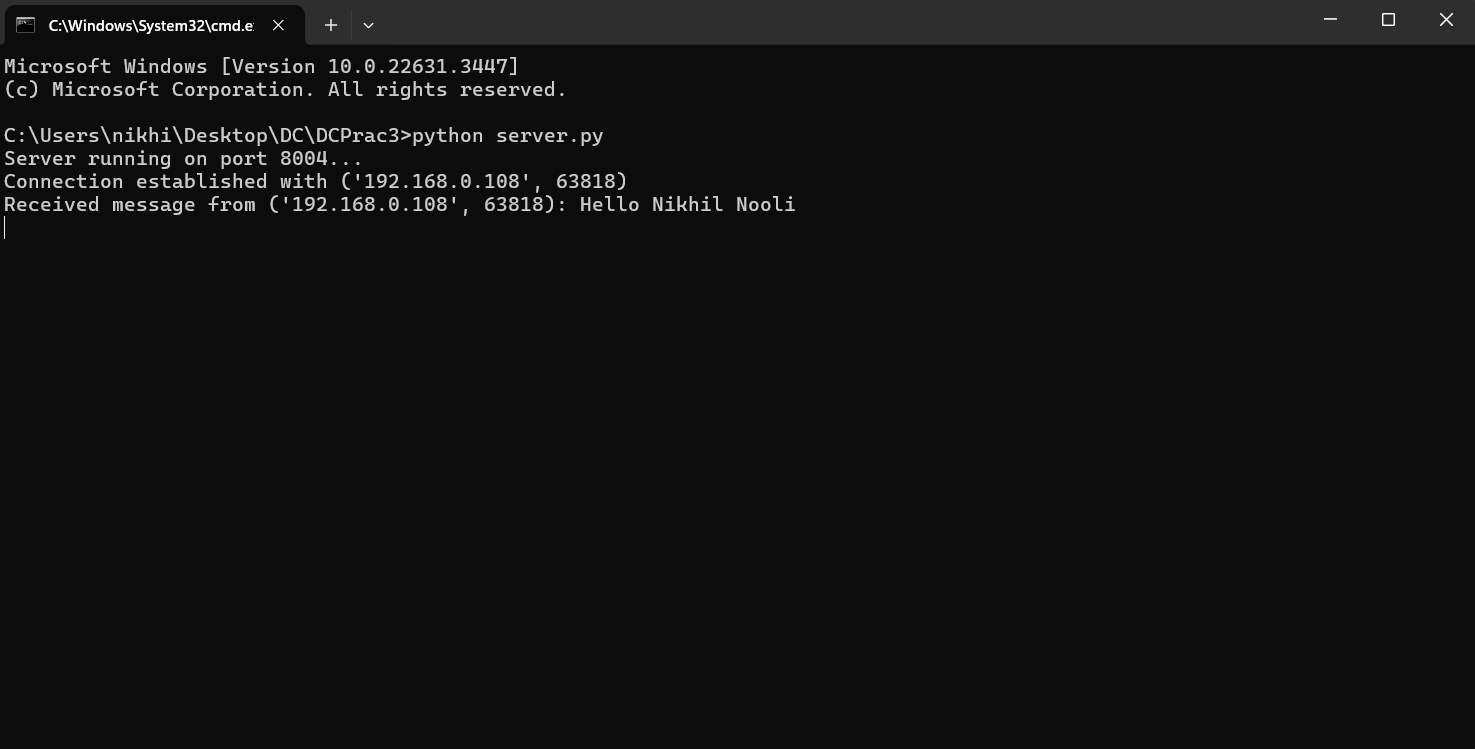 C:\Windows\System32\cmd.e
Microsoft Windows [Version 10.0.22631.3447]
(c) Microsoft Corporation. All rights reserved.
C:\Users\nikhi\Desktop\DC\DCPrac3>python server.py
Server running on port 8004...
Connection established with ('192.168.0.108', 63818)
Received message from ('192.168.0.108', 63818): Hello Nikhil Nooli